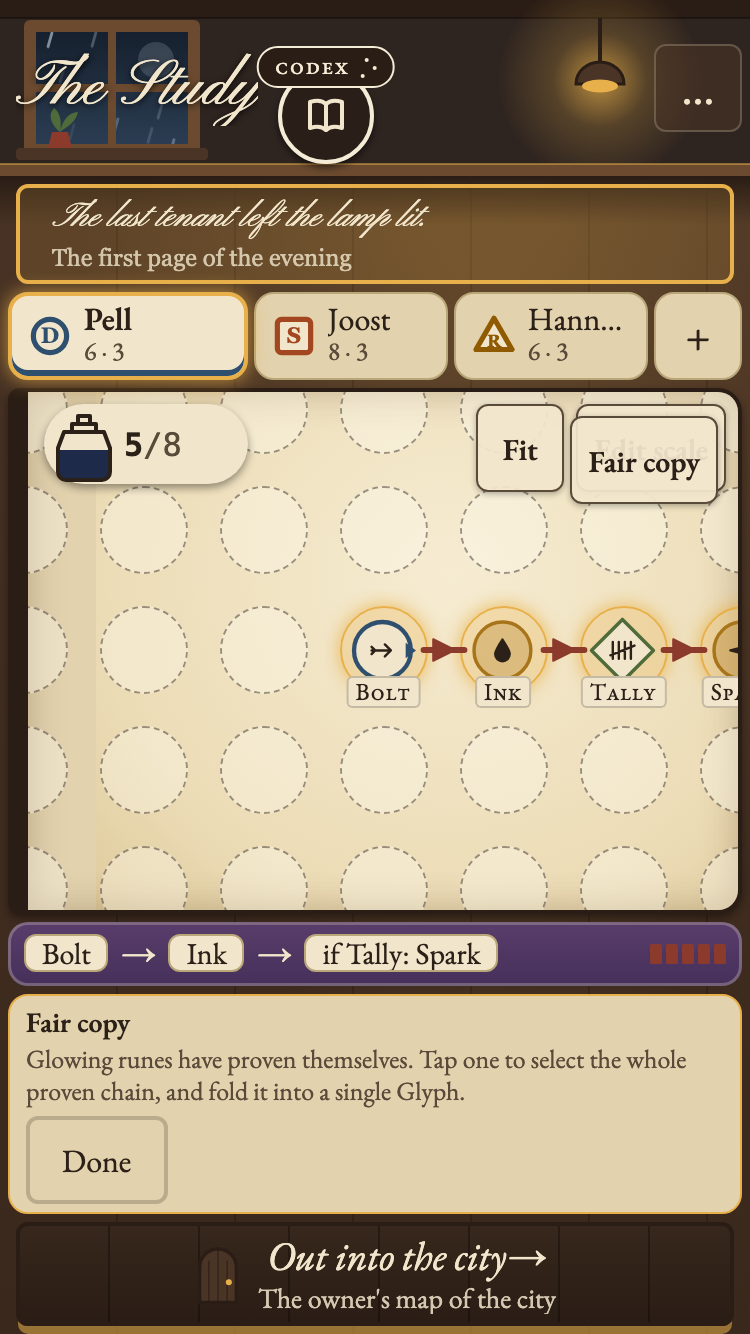 The Study
CODEX
...
The last tenant left the lamp lit.
The first page of the evening
D Pell
6·3
S Joost
8·3
R Hann...
6·3
+
5/8
Fit
Edit scale
Fair copy
Bolt
Ink
Tally
Bolt → Ink → if Tally: Spark
Fair copy
Glowing runes have proven themselves. Tap one to select the whole
proven chain, and fold it into a single Glyph.
Done
Out into the city→
The owner's map of the city